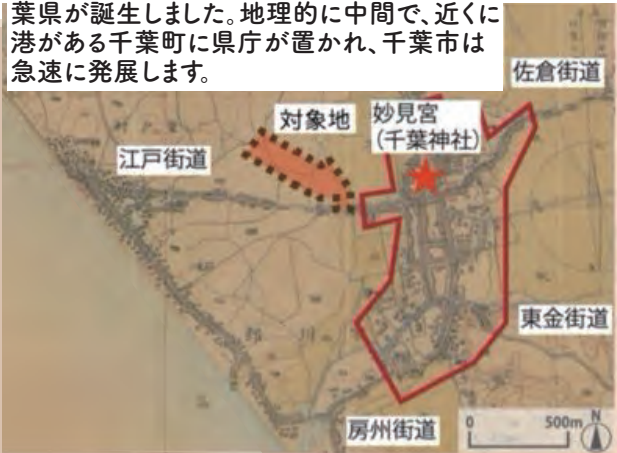 葉県が誕生しました。地理的に中間で、近くに
港がある千葉町に県庁が置かれ、千葉市は
急速に発展します。
佐倉街道
対象地
妙見宮
(千葉神社)
江戸街道
東金街道
房州街道
0 500m N